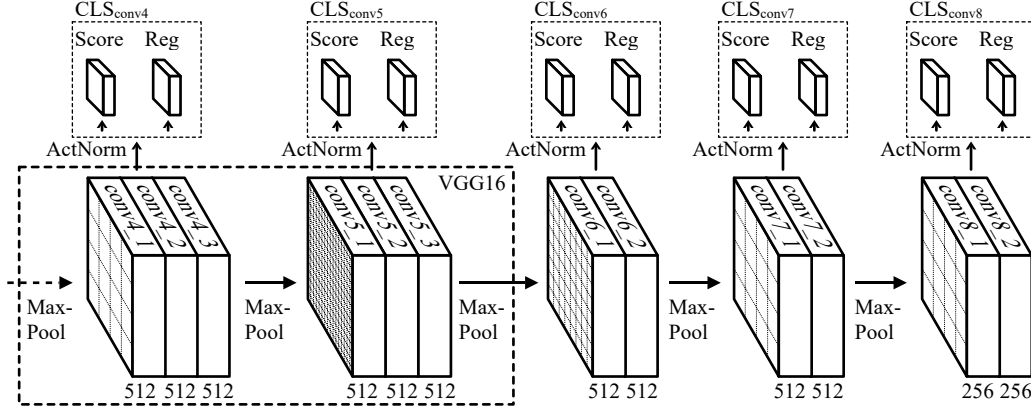 CLSconv4 CLSconv5 CLSconv6 CLSconv7 CLSconv8
Score Reg Score Reg Score Reg Score Reg Score Reg
ActNorm ActNorm ActNorm ActNorm ActNorm
VGG16
conv4_1 conv4_2 conv4_3 conv5_1 conv5_2 conv5_3 conv6_1 conv6_2 conv7_1 conv7_2 conv8_1 conv8_2
Max- Max- Max- Max- Max-
Pool Pool Pool Pool Pool
512 512 512 512 512 512 512 512 512 512 256 256